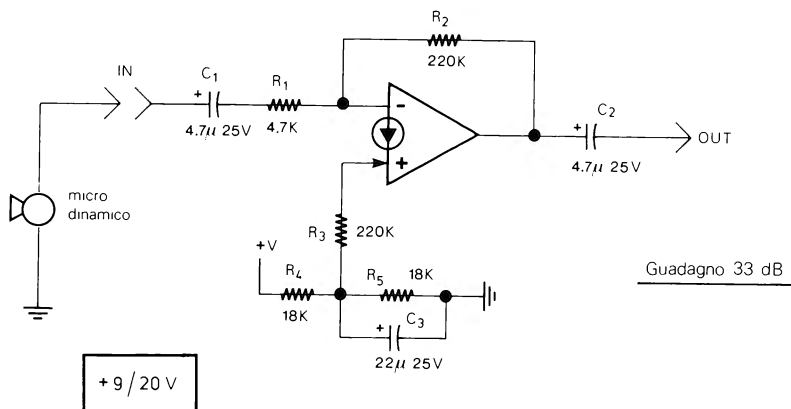 IN
C1
+
4.7μ 25V
R1
4.7K
R2
220K
-
+
C2
+
4.7μ 25V
OUT
micro
dinamico
R3
220K
+V
R4
18K
R5
18K
+
C3
22μ 25V
Guadagno 33 dB
+9/20 V